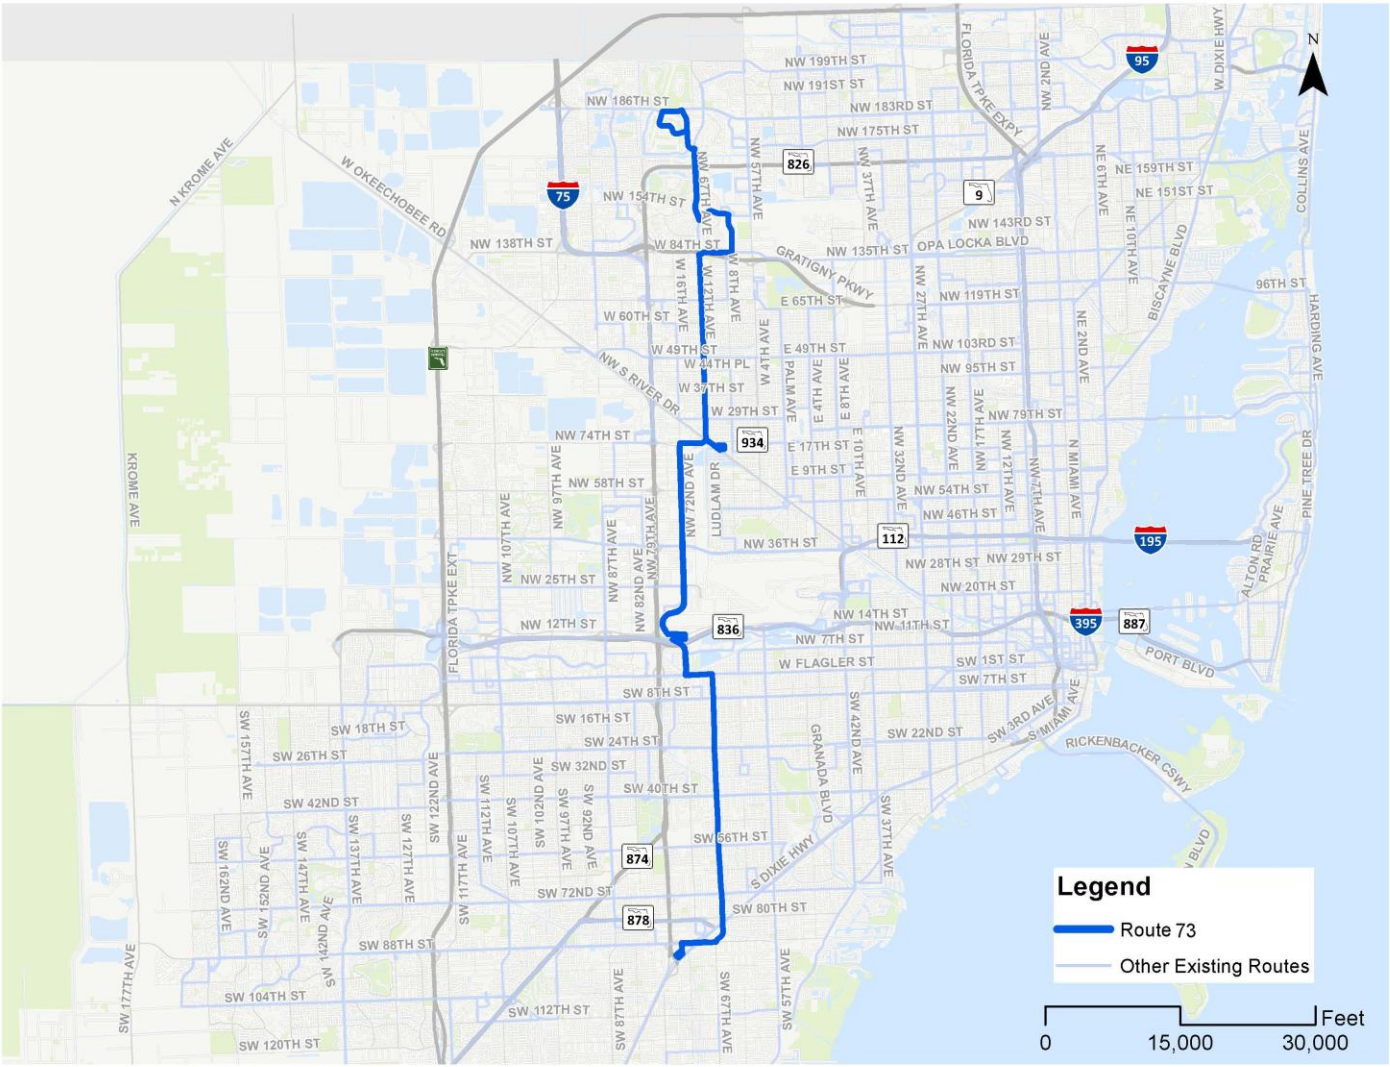 N
95
W DIXIE HWY
NW 2ND AVE
FLORIDA TPKE EXPY
NW 199TH ST
NW 191ST ST
NW 186TH ST
NW 183RD ST
NW 175TH ST
N KROME AVE
W OKEECHOBEE RD
826
NW 57TH AVE
NW 37TH AVE
NW 67TH AVE
NE 6TH AVE
NE 159TH ST
NE 151ST ST
COLLINS AVE
75
9
NW 154TH ST
NW 143RD ST
NE 10TH AVE
NW 138TH ST
W 84TH ST
NW 135TH ST
OPA LOCKA BLVD
GRATIGNY PKWY
BISCAYNE BLVD
W 16TH AVE
W 12TH AVE
W 8TH AVE
NW 27TH AVE
NW 119TH ST
96TH ST
E 65TH ST
W 60TH ST
HARDING AVE
NE 2ND AVE
W 49TH ST
E 49TH ST
NW 103RD ST
W 44TH PL
W 4TH AVE
NW 95TH ST
NW S RIVER DR
W 37TH ST
PALM AVE
E 4TH AVE
E 8TH AVE
W 29TH ST
NW 22ND AVE
NW 17TH AVE
NW 79TH ST
NW 74TH ST
934
E 17TH ST
E 10TH AVE
NW 32ND AVE
NW 12TH AVE
N MIAMI AVE
PINE TREE DR
KROME AVE
NW 97TH AVE
NW 72ND AVE
LUDLAM DR
E 9TH ST
NW 7TH AVE
NW 58TH ST
NW 54TH ST
NW 107TH AVE
NW 79TH AVE
NW 46TH ST
NW 87TH AVE
NW 82ND AVE
NW 36TH ST
112
195
ALTON RD
PRAIRIE AVE
FLORIDA TPKE EXT
NW 28TH ST
NW 29TH ST
NW 25TH ST
NW 20TH ST
NW 12TH ST
836
NW 14TH ST
NW 11TH ST
395
887
NW 7TH ST
W FLAGLER ST
SW 1ST ST
PORT BLVD
SW 7TH ST
SW 8TH ST
SW 157TH AVE
SW 18TH ST
SW 16TH ST
SW 42ND AVE
SW 3RD AVE
S MIAMI AVE
SW 26TH ST
SW 24TH ST
SW 22ND ST
GRANADA BLVD
RICKENBACKER CSWY
SW 122ND AVE
SW 32ND ST
SW 112TH AVE
SW 102ND AVE
SW 40TH ST
SW 42ND ST
SW 107TH AVE
SW 97TH AVE
SW 92ND AVE
SW 37TH AVE
SW 137TH AVE
SW 127TH AVE
SW 56TH ST
SW 162ND AVE
SW 152ND AVE
SW 147TH AVE
SW 117TH AVE
874
S DIXIE HWY
N BLVD
SW 72ND ST
SW 142ND AVE
878
SW 80TH ST
SW 88TH ST
SW 177TH AVE
SW 87TH AVE
SW 67TH AVE
SW 57TH AVE
SW 104TH ST
SW 112TH ST
SW 120TH ST
Legend
Route 73
Other Existing Routes
Feet
0 15,000 30,000